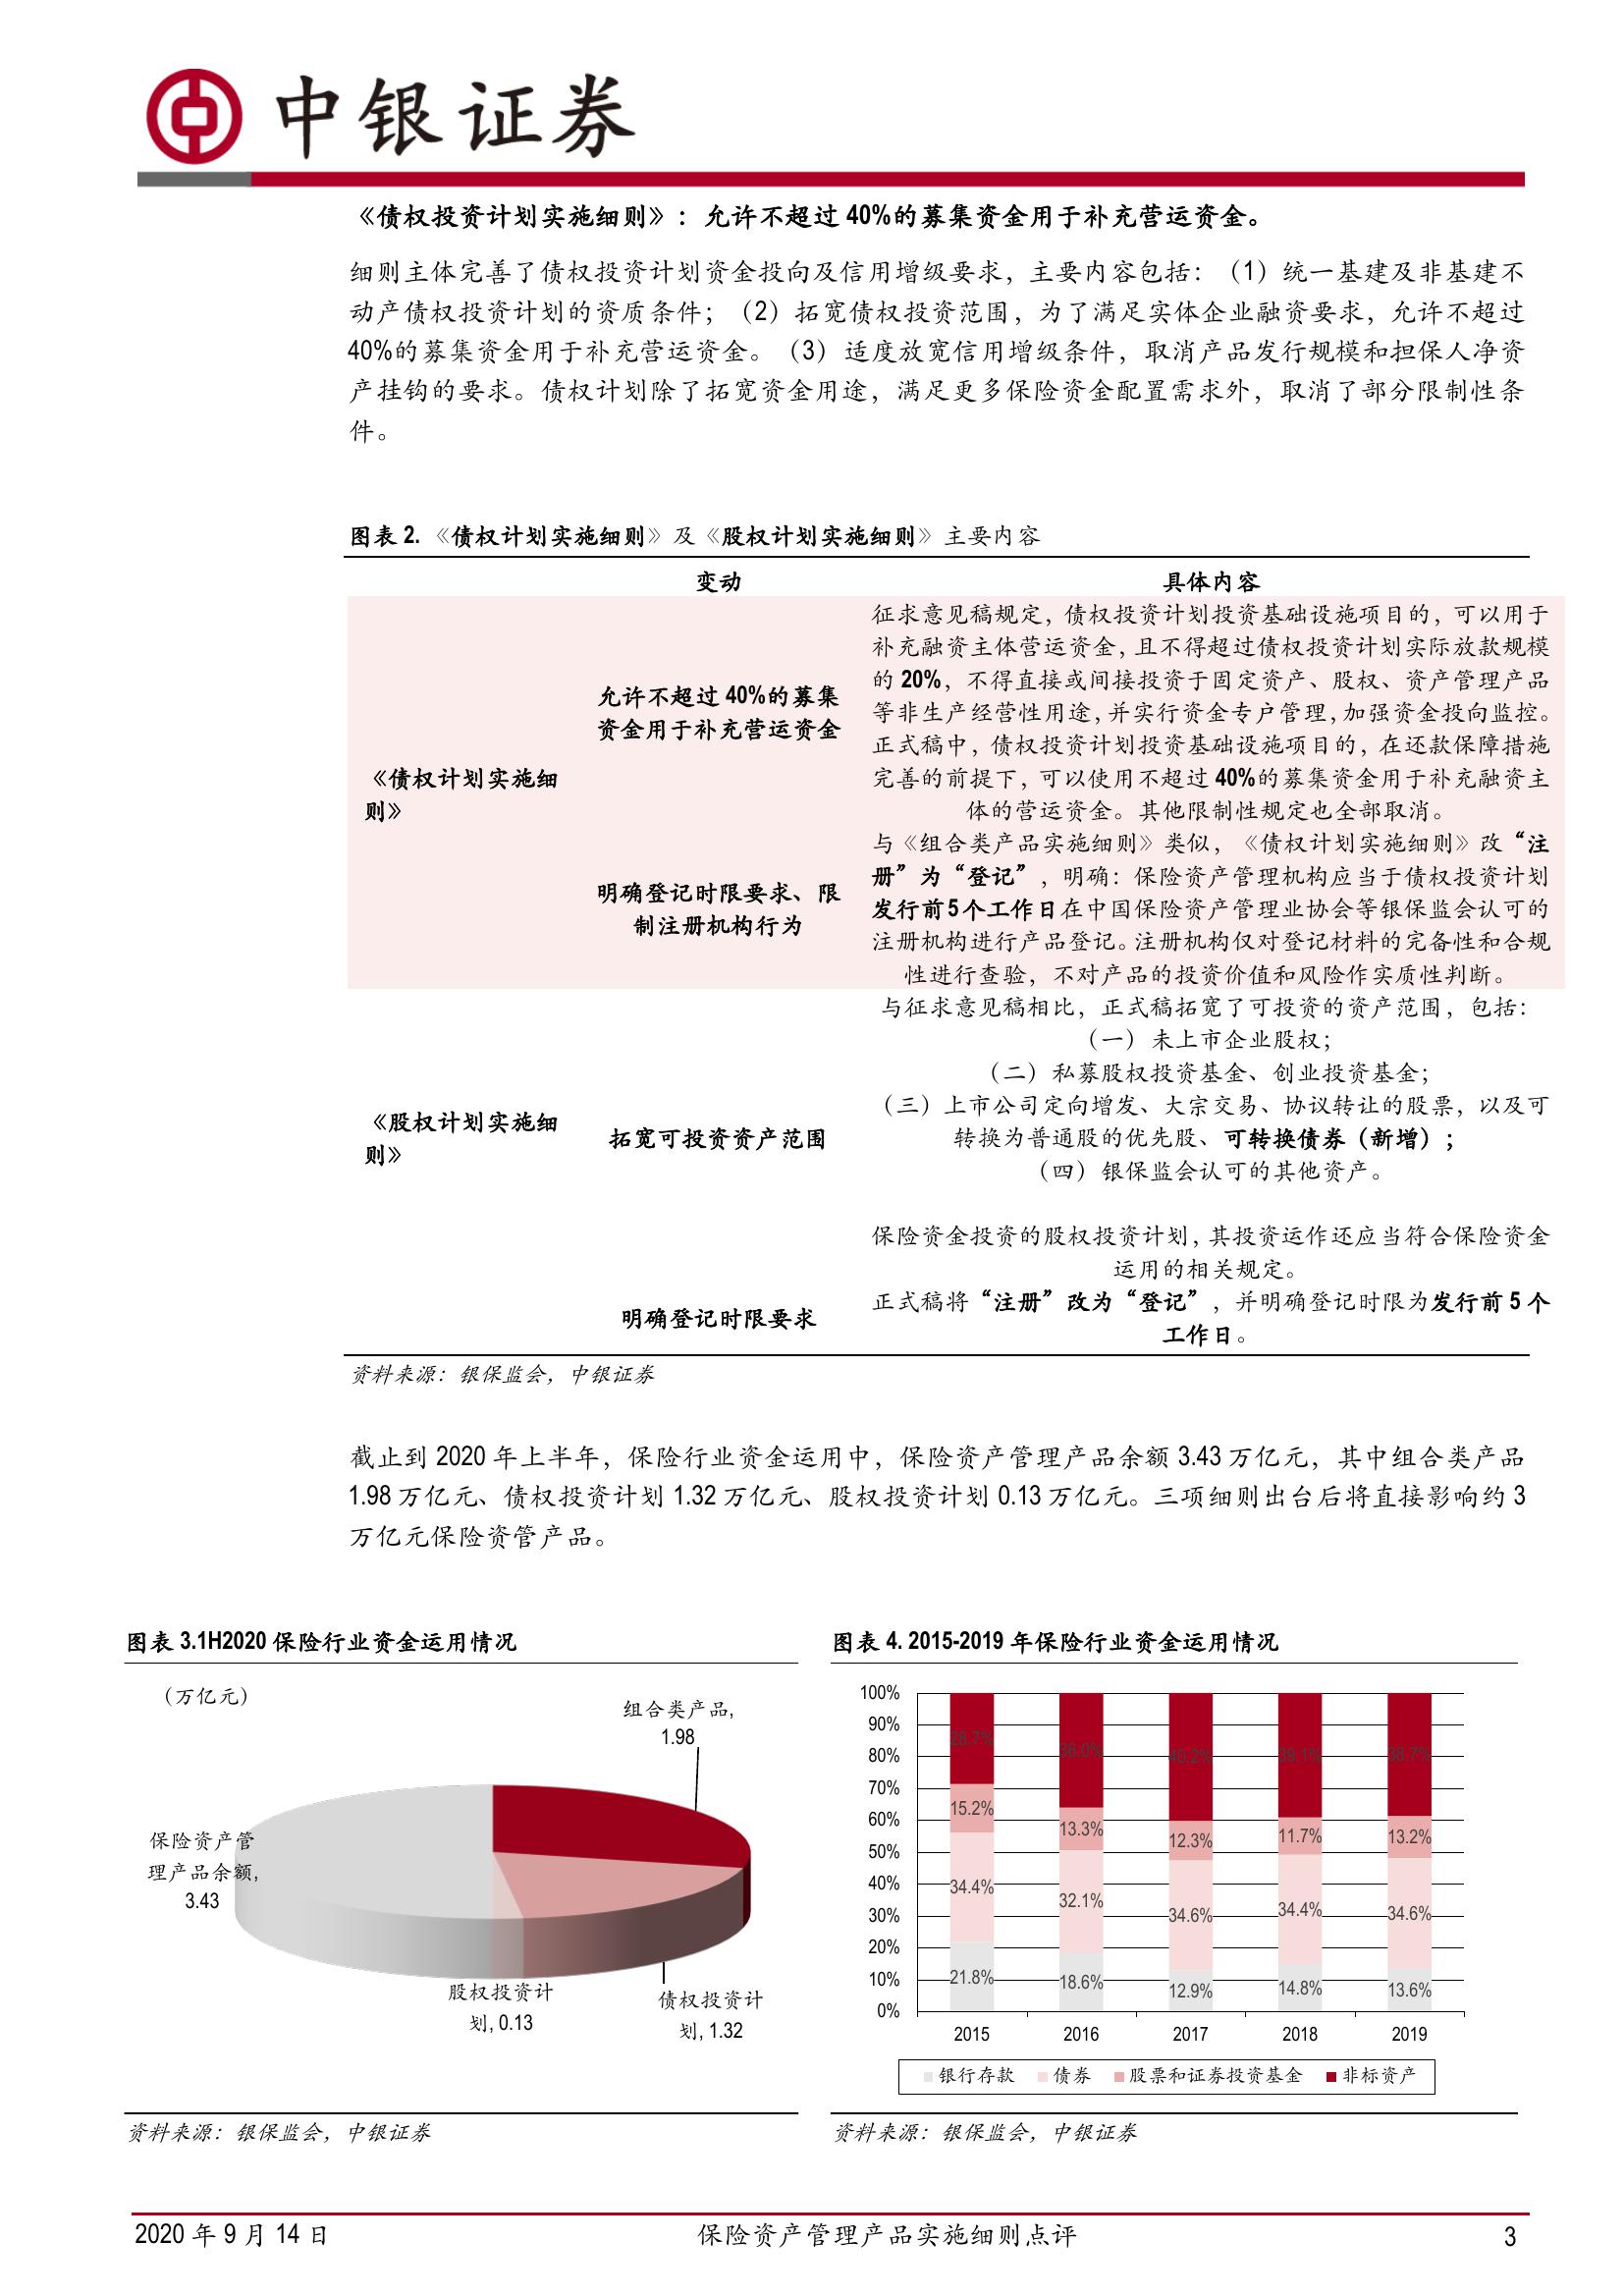 中银证券
《债权投资计划实施细则》：允许不超过 40%的募集资金用于补充营运资金。
细则主体完善了债权投资计划资金投向及信用增级要求，主要内容包括：（1）统一基建及非基建不
动产债权投资计划的资质条件；（2）拓宽债权投资范围，为了满足实体企业融资要求，允许不超过
40%的募集资金用于补充营运资金。（3）适度放宽信用增级条件，取消产品发行规模和担保人净资
产挂钩的要求。债权计划除了拓宽资金用途，满足更多保险资金配置需求外，取消了部分限制性条
件。
图表 2. 《债权计划实施细则》及《股权计划实施细则》主要内容
变动 具体内容
《债权计划实施细
则》
允许不超过 40%的募集
资金用于补充营运资金
征求意见稿规定，债权投资计划投资基础设施项目的，可以用于
补充融资主体营运资金，且不得超过债权投资计划实际放款规模
的 20%，不得直接或间接投资于固定资产、股权、资产管理产品
等非生产经营性用途，并实行资金专户管理，加强资金投向监控。
正式稿中，债权投资计划投资基础设施项目的，在还款保障措施
完善的前提下，可以使用不超过 40%的募集资金用于补充融资主
体的营运资金。其他限制性规定也全部取消。
明确登记时限要求、限
制注册机构行为
与《组合类产品实施细则》类似，《债权计划实施细则》改“注
册”为“登记”，明确：保险资产管理机构应当于债权投资计划
发行前 5 个工作日在中国保险资产管理业协会等银保监会认可的
注册机构进行产品登记。注册机构仅对登记材料的完备性和合规
性进行查验，不对产品的投资价值和风险作实质性判断。
《股权计划实施细
则》
拓宽可投资资产范围
与征求意见稿相比，正式稿拓宽了可投资的资产范围，包括：
（一）未上市企业股权；
（二）私募股权投资基金、创业投资基金；
（三）上市公司定向增发、大宗交易、协议转让的股票，以及可
转换为普通股的优先股、可转换债券（新增）；
（四）银保监会认可的其他资产。
保险资金投资的股权投资计划，其投资运作还应当符合保险资金
运用的相关规定。
明确登记时限要求
正式稿将“注册”改为“登记”，并明确登记时限为发行前 5 个
工作日。
资料来源：银保监会，中银证券
截止到 2020 年上半年，保险行业资金运用中，保险资产管理产品余额 3.43 万亿元，其中组合类产品
1.98 万亿元、债权投资计划 1.32 万亿元、股权投资计划 0.13 万亿元。三项细则出台后将直接影响约 3
万亿元保险资管产品。
图表 3.1H2020 保险行业资金运用情况
（万亿元）
组合类产品,
1.98
保险资产管
理产品余额,
3.43
股权投资计
划, 0.13
债权投资计
划, 1.32
资料来源：银保监会，中银证券
图表 4. 2015-2019 年保险行业资金运用情况
100%
90%
80%
70%
60%
50%
40%
30%
20%
10%
0%
28.7% 36.0% 40.2% 39.1% 38.7%
15.2% 13.3% 12.3% 11.7% 13.2%
34.4% 32.1% 34.6% 34.4% 34.6%
21.8% 18.6% 12.9% 14.8% 13.6%
2015 2016 2017 2018 2019
银行存款 债券 股票和证券投资基金 非标资产
资料来源：银保监会，中银证券
2020 年 9 月 14 日 保险资产管理产品实施细则点评 3